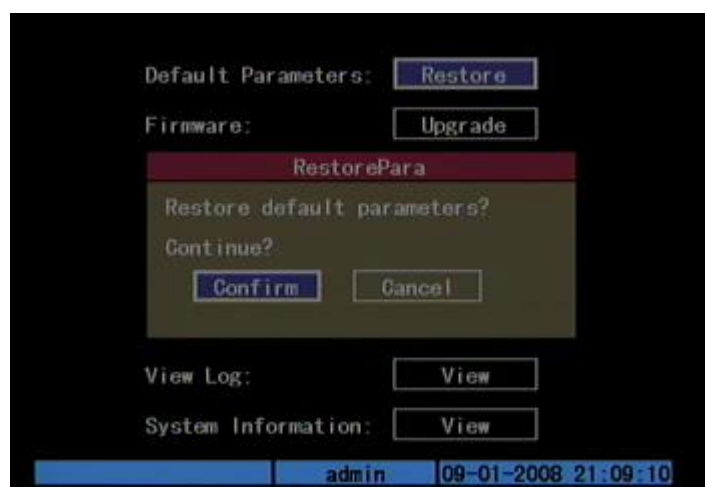 Default Parameters: Restore
Firmware: Upgrade
RestorePara
Restore default parameters?
Continue?
Confirm Cancel
View Log: View
System Information: View
admin 09-01-2008 21:09:10